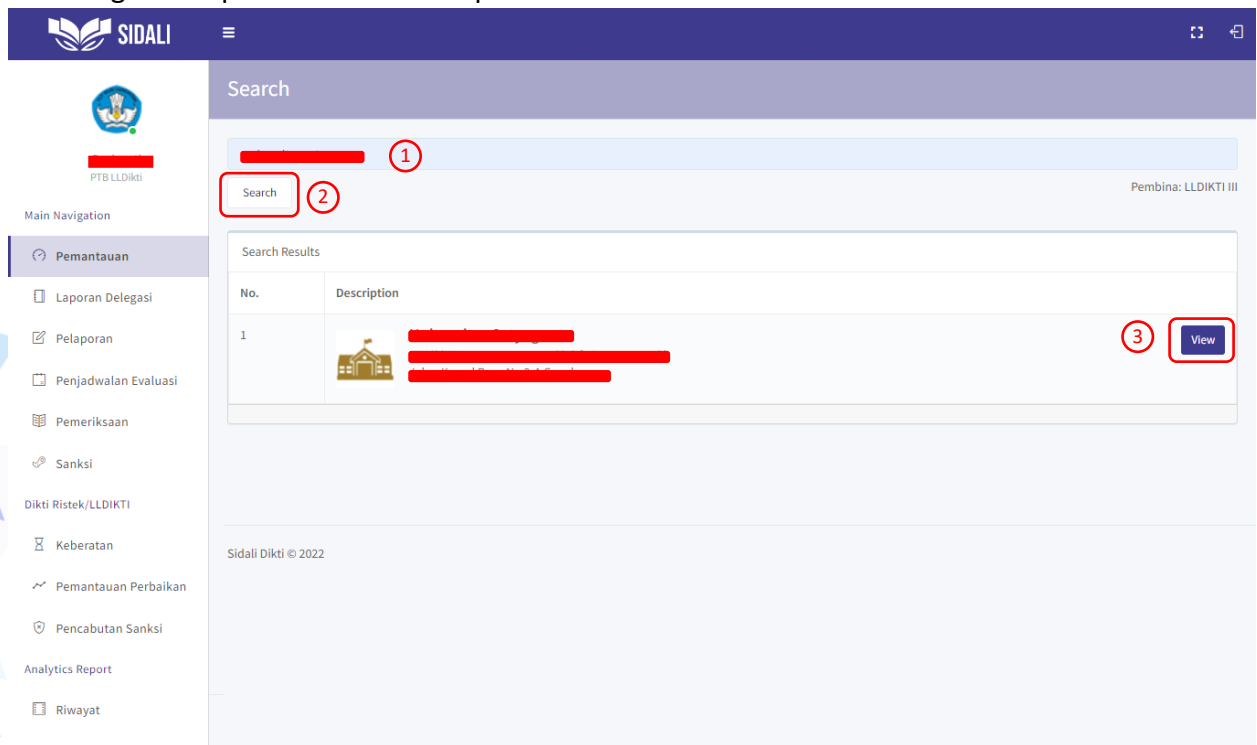 SIDALI
Search
1
PTB LLDikti
Search
2
Pembina: LLDIKTI III
Main Navigation
Pemantauan
Laporan Delegasi
Pelaporan
Penjadwalan Evaluasi
Pemeriksaan
Sanksi
Dikti Ristek/LLDIKTI
Keberatan
Pemantauan Perbaikan
Pencabutan Sanksi
Analytics Report
Riwayat
Search Results
No. Description
1
3
View
Sidali Dikti © 2022